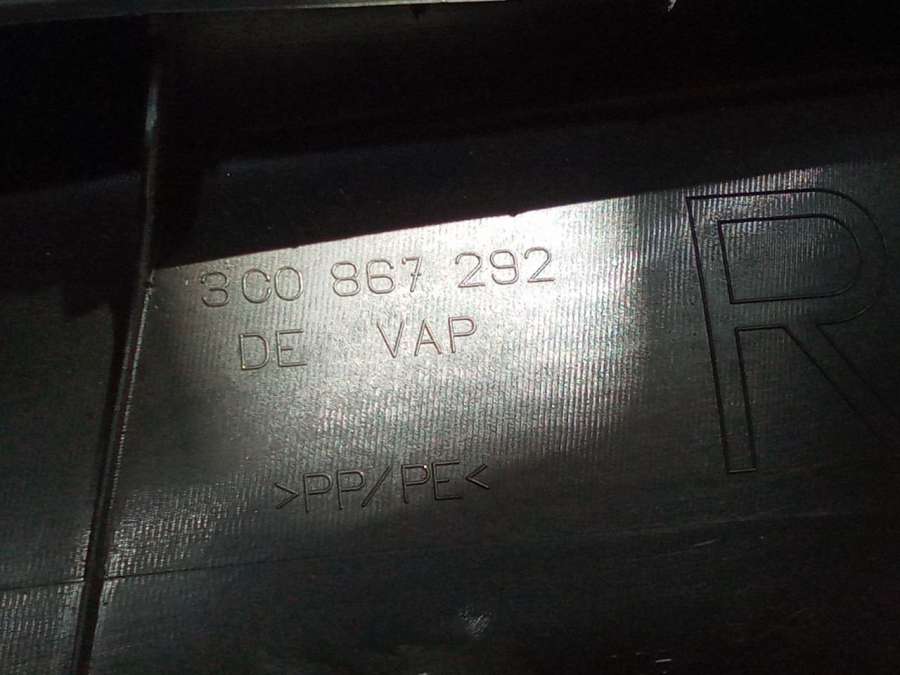 3C0 867 292
DE VAP
>PP/PE<
R